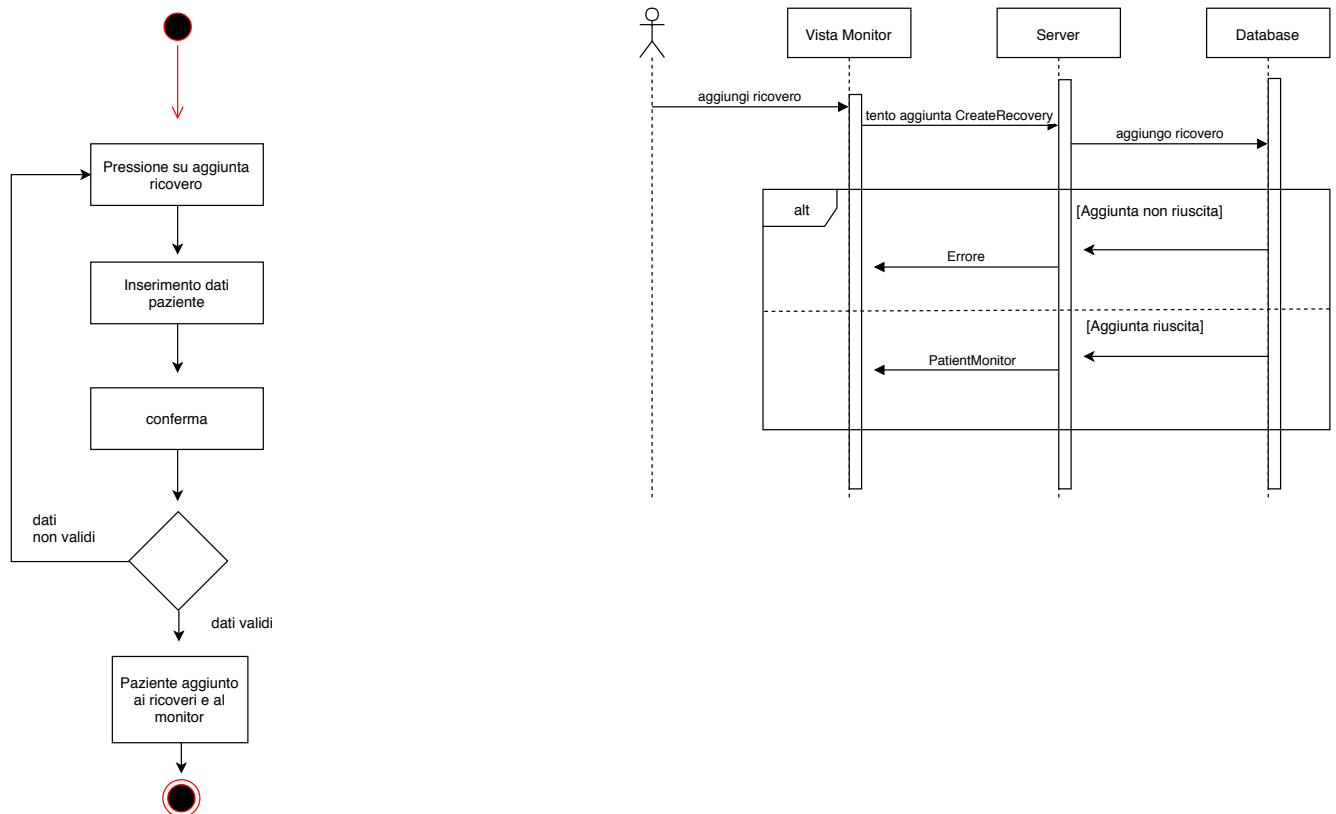 Pressione su aggiunta
ricovero
Inserimento dati
paziente
conferma
dati
non validi
dati validi
Paziente aggiunto
ai ricoveri e al
monitor
Vista Monitor
Server
Database
aggiungi ricovero
tento aggiunta CreateRecovery
aggiungo ricovero
alt
[Aggiunta non riuscita]
Errore
[Aggiunta riuscita]
PatientMonitor